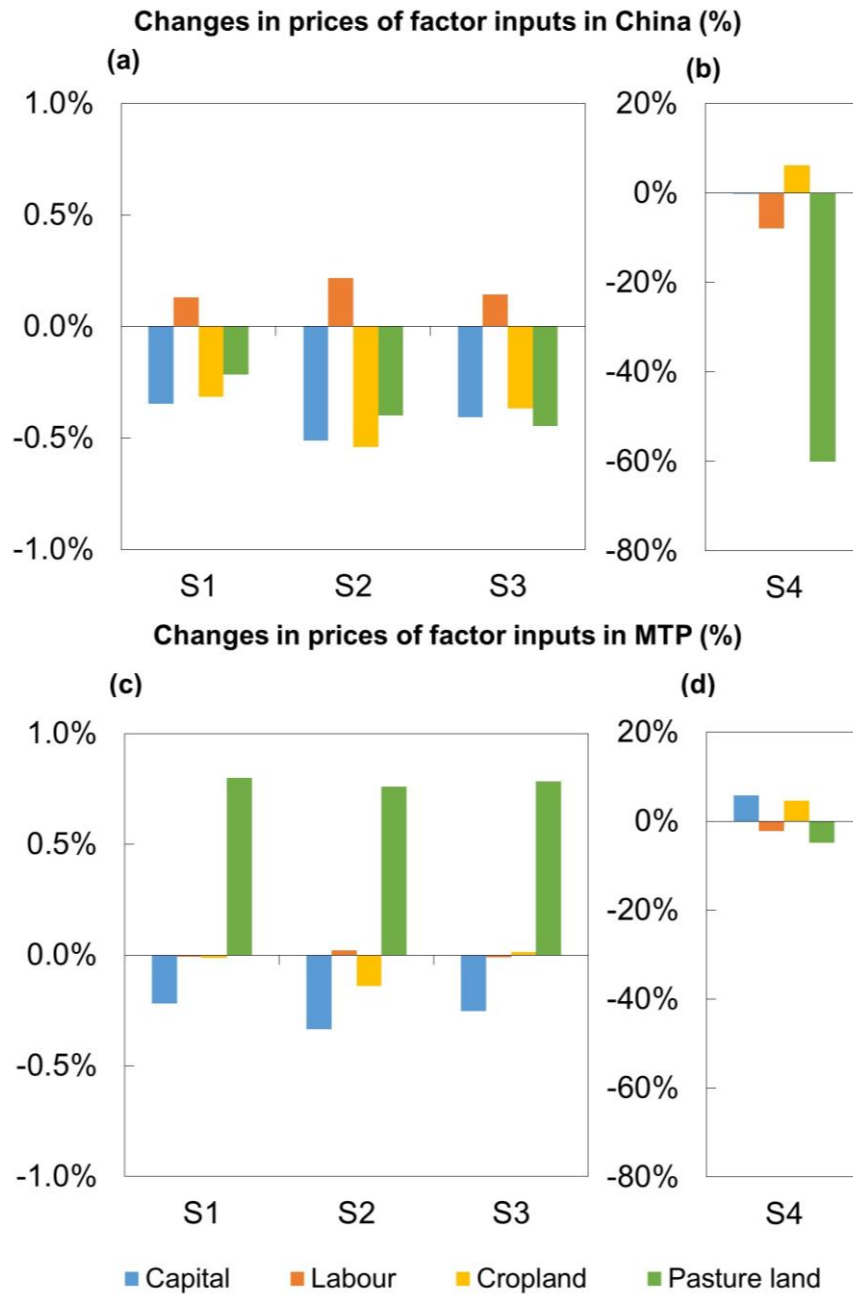 Changes in prices of factor inputs in China (%)
(a)
(b)
1.0%
0.5%
0.0%
-0.5%
-1.0%
S1 S2 S3
20%
0%
-20%
-40%
-60%
-80%
S4
Changes in prices of factor inputs in MTP (%)
(c)
(d)
1.0%
0.5%
0.0%
-0.5%
-1.0%
S1 S2 S3
20%
0%
-20%
-40%
-60%
-80%
S4
Capital Labour Cropland Pasture land